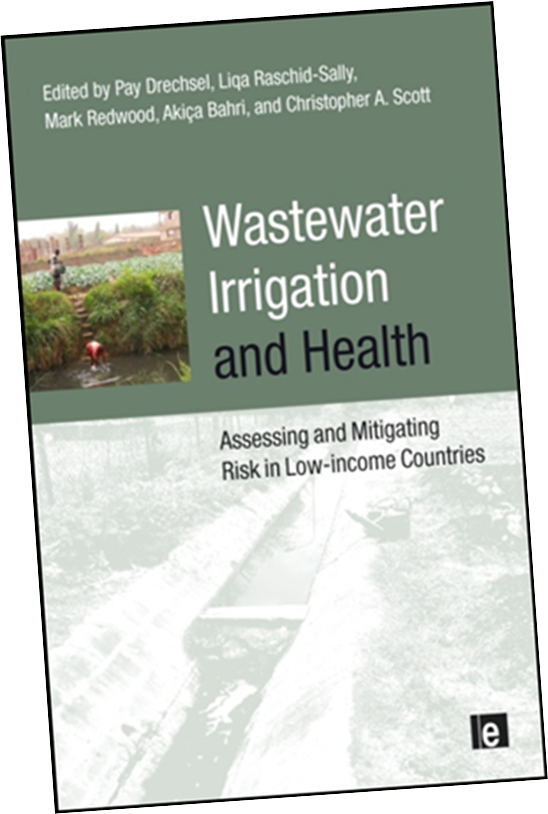 Edited by Pay Drechsel, Liqa Raschid-Sally,
Mark Redwood, Akiça Bahri, and Christopher A. Scott
Wastewater
Irrigation
and Health
Assessing and Mitigating
Risk in Low-income Countries
e